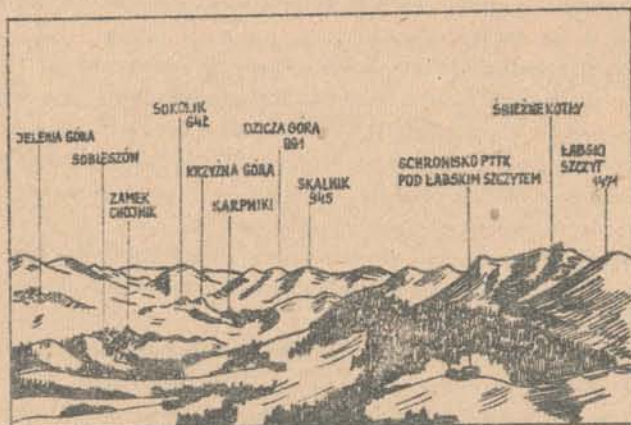 JELENIA GÓRA
SOBIESZÓW
ZAMEK
CHOJNIK
SOKOLIK
642
KRZYŻNA GÓRA
KARPNIKI
DZICZA GÓRA
891
SKALNIK
945
SCHRONISKO PTTK
POD ŁABSKIM SZCZYTEM
ŚNIEŻNE KOTŁY
ŁABSKI
SZCZYT
1471